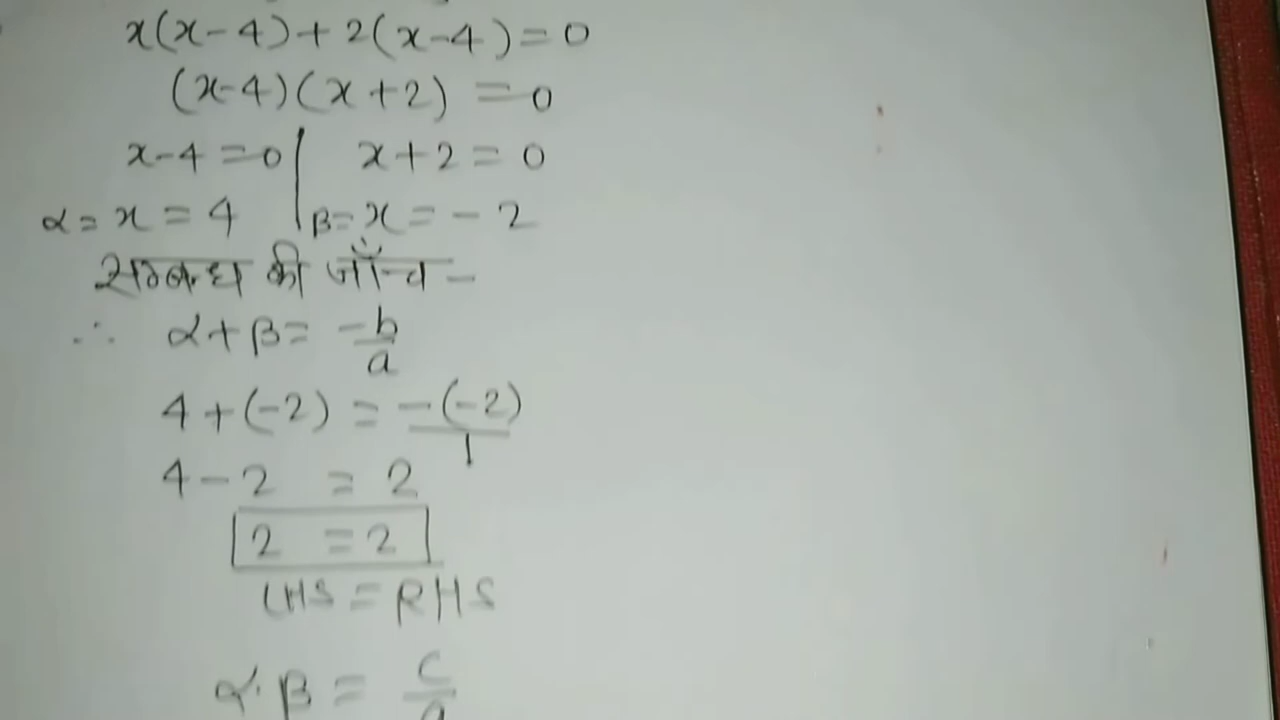 x(x-4)+2(x-4)=0
(x-4)(x+2)=0
x-4=0 | x+2=0
α=x=4 | β=x=-2
सम्बन्ध की जाँच -
∴ α+β= -b/a
4+(-2) = -(-2)/1
4-2 = 2
2 = 2
LHS = RHS
α.β = c/a